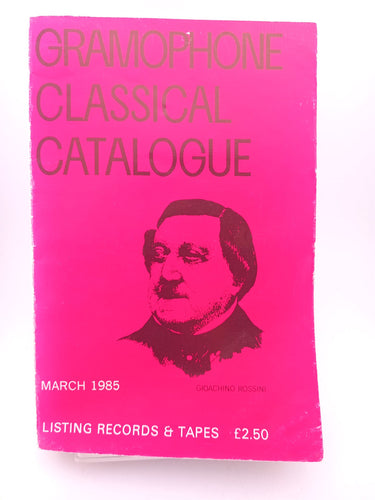 GRAMOPHONE
CLASSICAL
CATALOGUE
MARCH 1985
GIOACHINO ROSSINI
LISTING RECORDS & TAPES £2.50